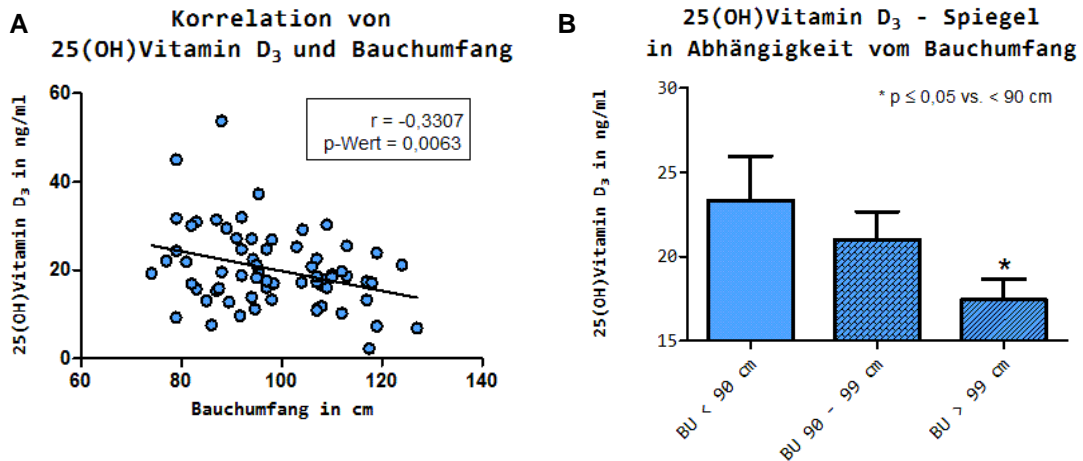 A
Korrelation von
25(OH)Vitamin D₃ und Bauchumfang
25(OH)Vitamin D₃ in ng/ml
60
40
20
0
r = -0,3307
p-Wert = 0,0063
60
80
100
120
140
Bauchumfang in cm
B
25(OH)Vitamin D₃ - Spiegel
in Abhängigkeit vom Bauchumfang
25(OH)Vitamin D₃ in ng/ml
30
25
20
15
* p ≤ 0,05 vs. < 90 cm
*
BU < 90 cm
BU 90 - 99 cm
BU > 99 cm